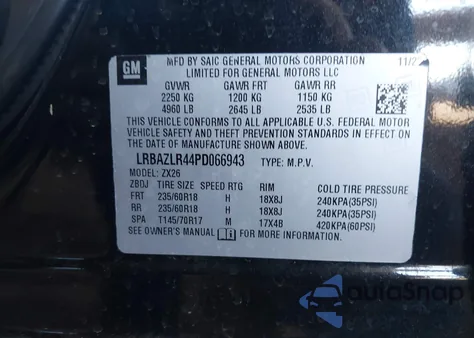 GM
MFD BY SAIC GENERAL MOTORS CORPORATION 11/2
LIMITED FOR GENERAL MOTORS LLC
GVWR GAWR FRT GAWR RR
2250 KG 1200 KG 1150 KG
4960 LB 2645 LB 2535 LB
THIS VEHICLE CONFORMS TO ALL APPLICABLE U.S. FEDERAL MOTOR
VEHICLE SAFETY AND THEFT PREVENTION STANDARDS IN EFFECT ON
THE DATE OF MANUFACTURE SHOWN ABOVE.
LRBAZLR44PD066943 TYPE: M.P.V.
MODEL: ZX26
ZBDJ TIRE SIZE SPEED RTG RIM COLD TIRE PRESSURE
FRT 235/60R18 H 18X8J 240KPA(35PSI)
RR 235/60R18 H 18X8J 240KPA(35PSI)
SPA T145/70R17 M 17X4B 420KPA(60PSI)
SEE OWNER'S MANUAL FOR MORE INFORMATION
AutoSnap